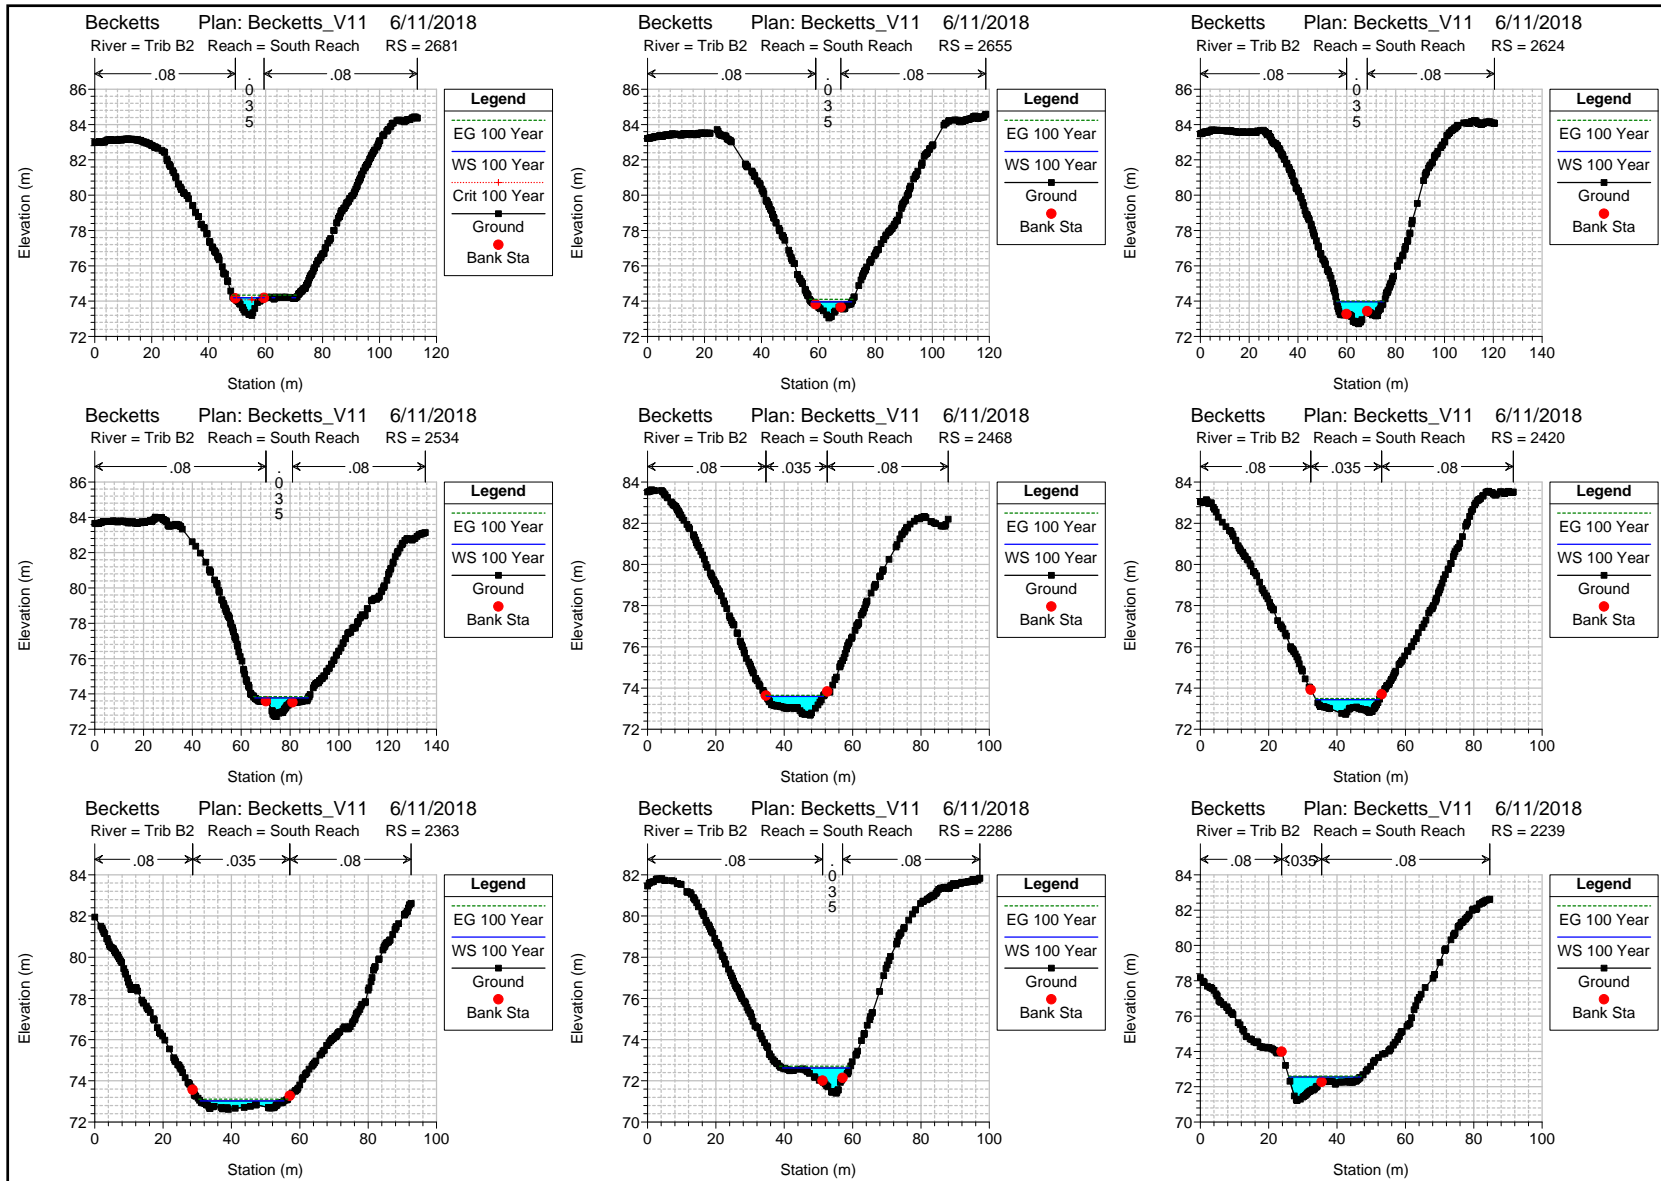 Becketts Plan: Becketts_V11 6/11/2018
River = Trib B2 Reach = South Reach RS = 2681
.08 .035 .08
Elevation (m)
86
84
82
80
78
76
74
72
0 20 40 60 80 100 120
Station (m)
Legend
EG 100 Year
WS 100 Year
Crit 100 Year
Ground
Bank Sta
Becketts Plan: Becketts_V11 6/11/2018
River = Trib B2 Reach = South Reach RS = 2655
.08 .035 .08
Elevation (m)
86
84
82
80
78
76
74
72
0 20 40 60 80 100 120
Station (m)
Legend
EG 100 Year
WS 100 Year
Ground
Bank Sta
Becketts Plan: Becketts_V11 6/11/2018
River = Trib B2 Reach = South Reach RS = 2624
.08 .035 .08
Elevation (m)
86
84
82
80
78
76
74
72
0 20 40 60 80 100 120 140
Station (m)
Legend
EG 100 Year
WS 100 Year
Ground
Bank Sta
Becketts Plan: Becketts_V11 6/11/2018
River = Trib B2 Reach = South Reach RS = 2534
.08 .035 .08
Elevation (m)
86
84
82
80
78
76
74
72
0 20 40 60 80 100 120 140
Station (m)
Legend
EG 100 Year
WS 100 Year
Ground
Bank Sta
Becketts Plan: Becketts_V11 6/11/2018
River = Trib B2 Reach = South Reach RS = 2468
.08 .035 .08
Elevation (m)
84
82
80
78
76
74
72
0 20 40 60 80 100
Station (m)
Legend
EG 100 Year
WS 100 Year
Ground
Bank Sta
Becketts Plan: Becketts_V11 6/11/2018
River = Trib B2 Reach = South Reach RS = 2420
.08 .035 .08
Elevation (m)
84
82
80
78
76
74
72
0 20 40 60 80 100
Station (m)
Legend
EG 100 Year
WS 100 Year
Ground
Bank Sta
Becketts Plan: Becketts_V11 6/11/2018
River = Trib B2 Reach = South Reach RS = 2363
.08 .035 .08
Elevation (m)
84
82
80
78
76
74
72
0 20 40 60 80 100
Station (m)
Legend
EG 100 Year
WS 100 Year
Ground
Bank Sta
Becketts Plan: Becketts_V11 6/11/2018
River = Trib B2 Reach = South Reach RS = 2286
.08 .035 .08
Elevation (m)
82
80
78
76
74
72
70
0 20 40 60 80 100
Station (m)
Legend
EG 100 Year
WS 100 Year
Ground
Bank Sta
Becketts Plan: Becketts_V11 6/11/2018
River = Trib B2 Reach = South Reach RS = 2239
.08 .035 .08
Elevation (m)
84
82
80
78
76
74
72
70
0 20 40 60 80 100
Station (m)
Legend
EG 100 Year
WS 100 Year
Ground
Bank Sta